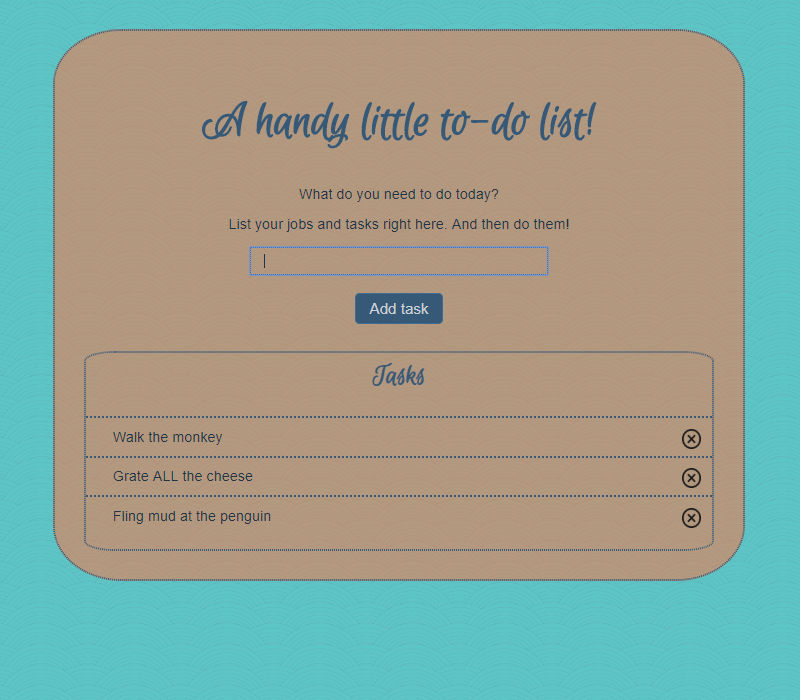 A handy little to-do list!
What do you need to do today?
List your jobs and tasks right here. And then do them!
Add task
Tasks
Walk the monkey
Grate ALL the cheese
Fling mud at the penguin